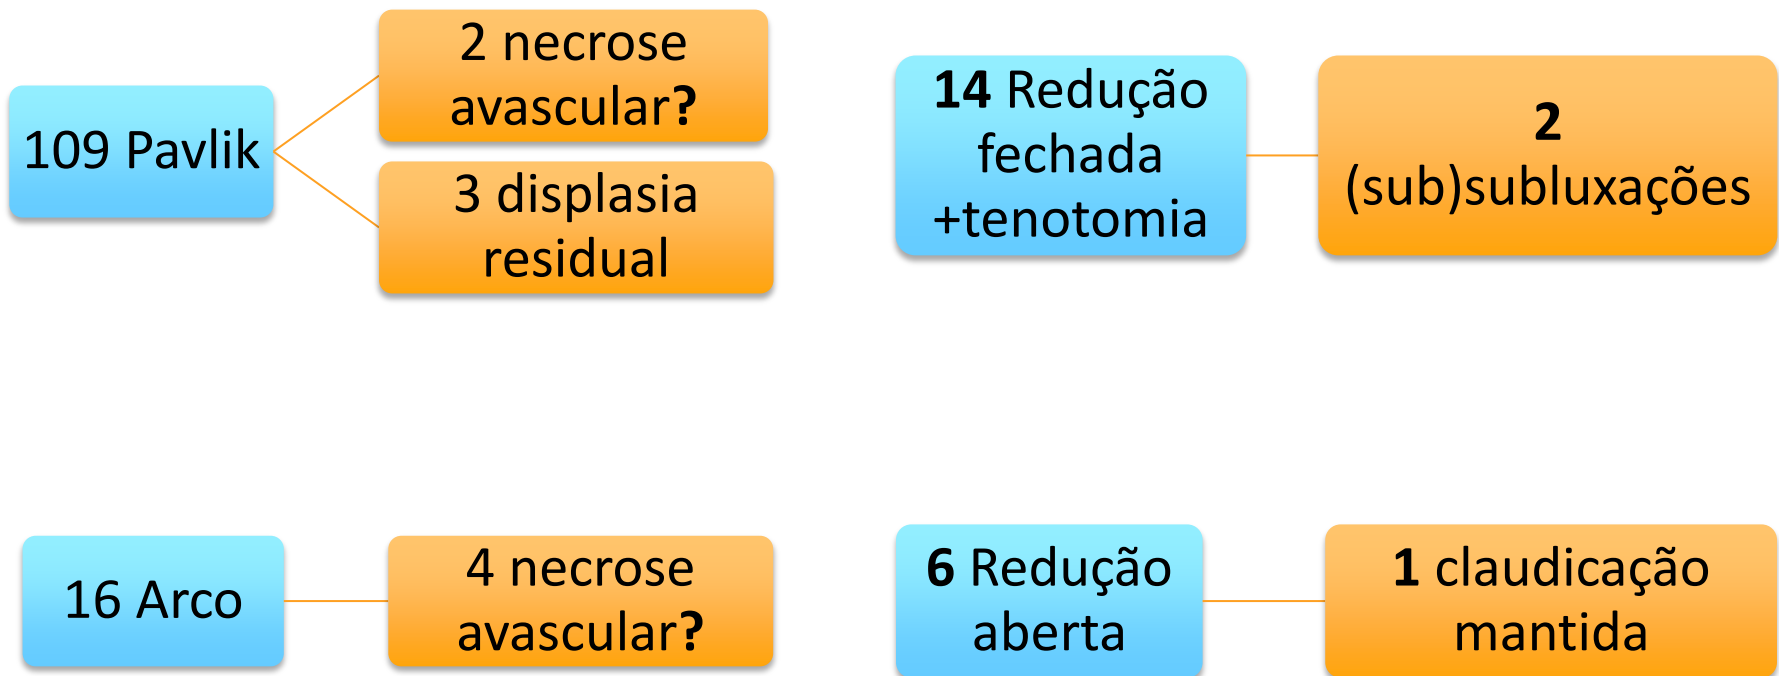 109 Pavlik
2 necrose
avascular?
3 displasia
residual
14 Redução
fechada
+tenotomia
2
(sub)subluxações
16 Arco
4 necrose
avascular?
6 Redução
aberta
1 claudicação
mantida